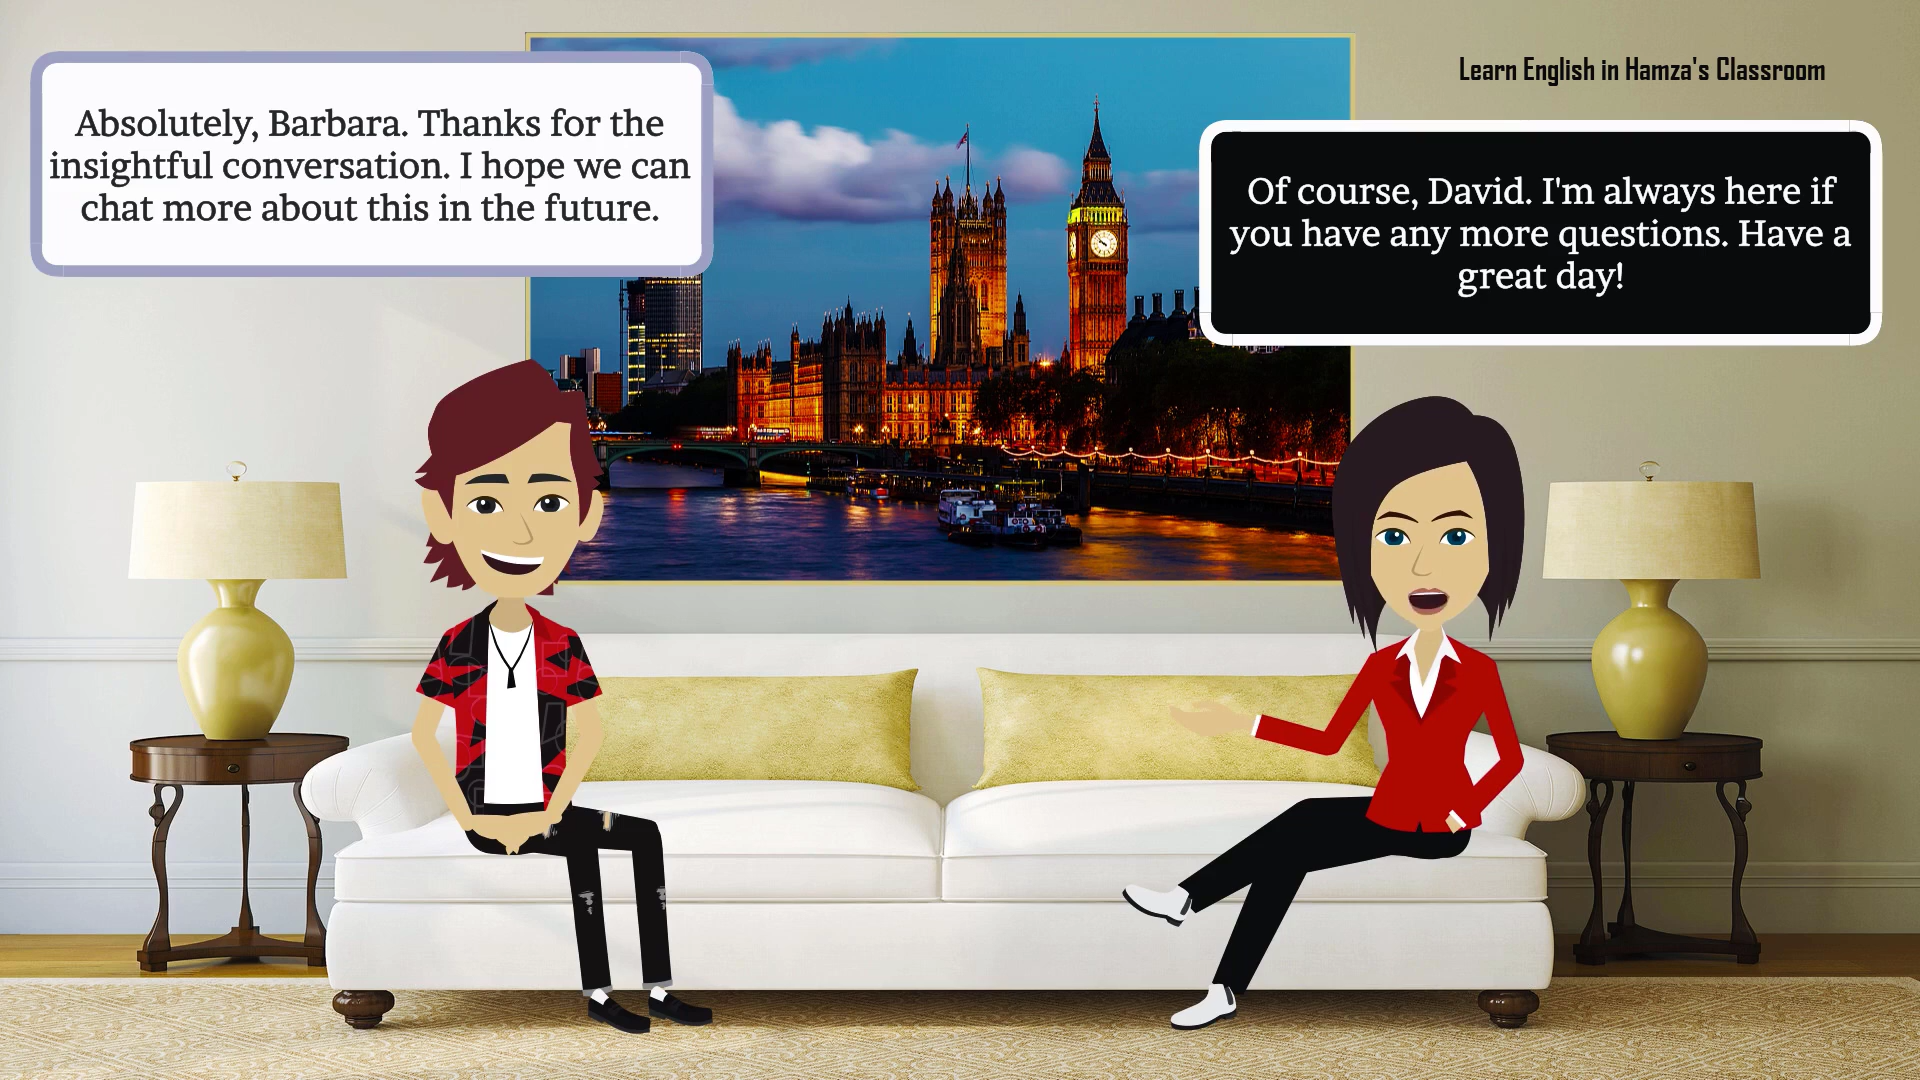 Learn English in Hamza's Classroom
Absolutely, Barbara. Thanks for the
insightful conversation. I hope we can
chat more about this in the future.
Of course, David. I'm always here if
you have any more questions. Have a
great day!